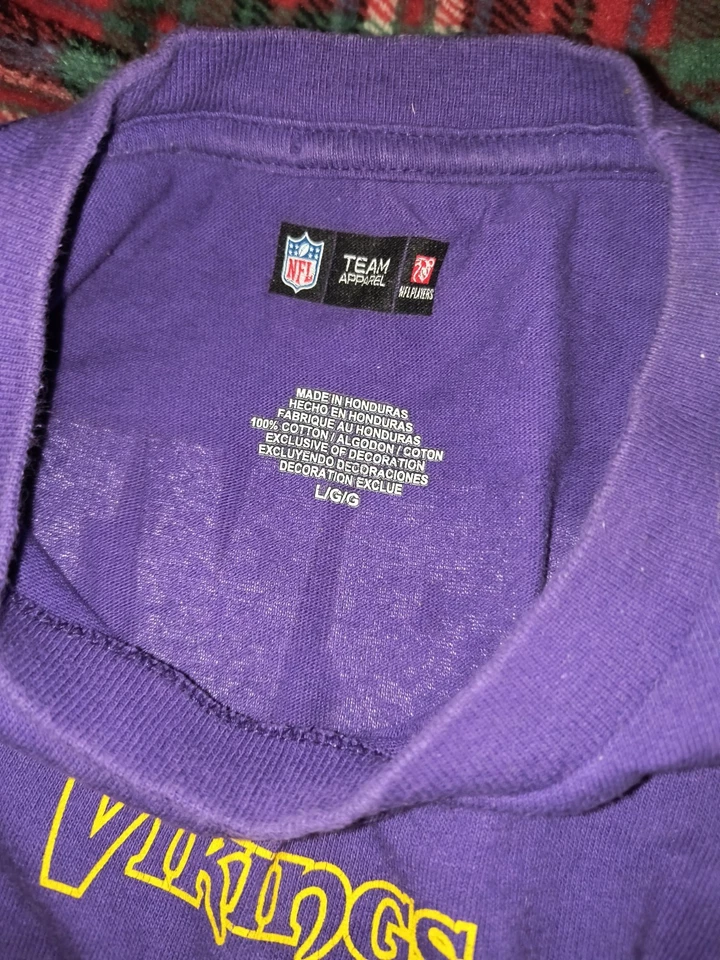 NFL
TEAM
APPAREL
NFLPLAYERS
MADE IN HONDURAS
HECHO EN HONDURAS
FABRIQUE AU HONDURAS
100% COTTON / ALGODON / COTON
EXCLUSIVE OF DECORATION
EXCLUYENDO DECORACIONES
DECORATION EXCLUE
L/G/G
VIKINGS